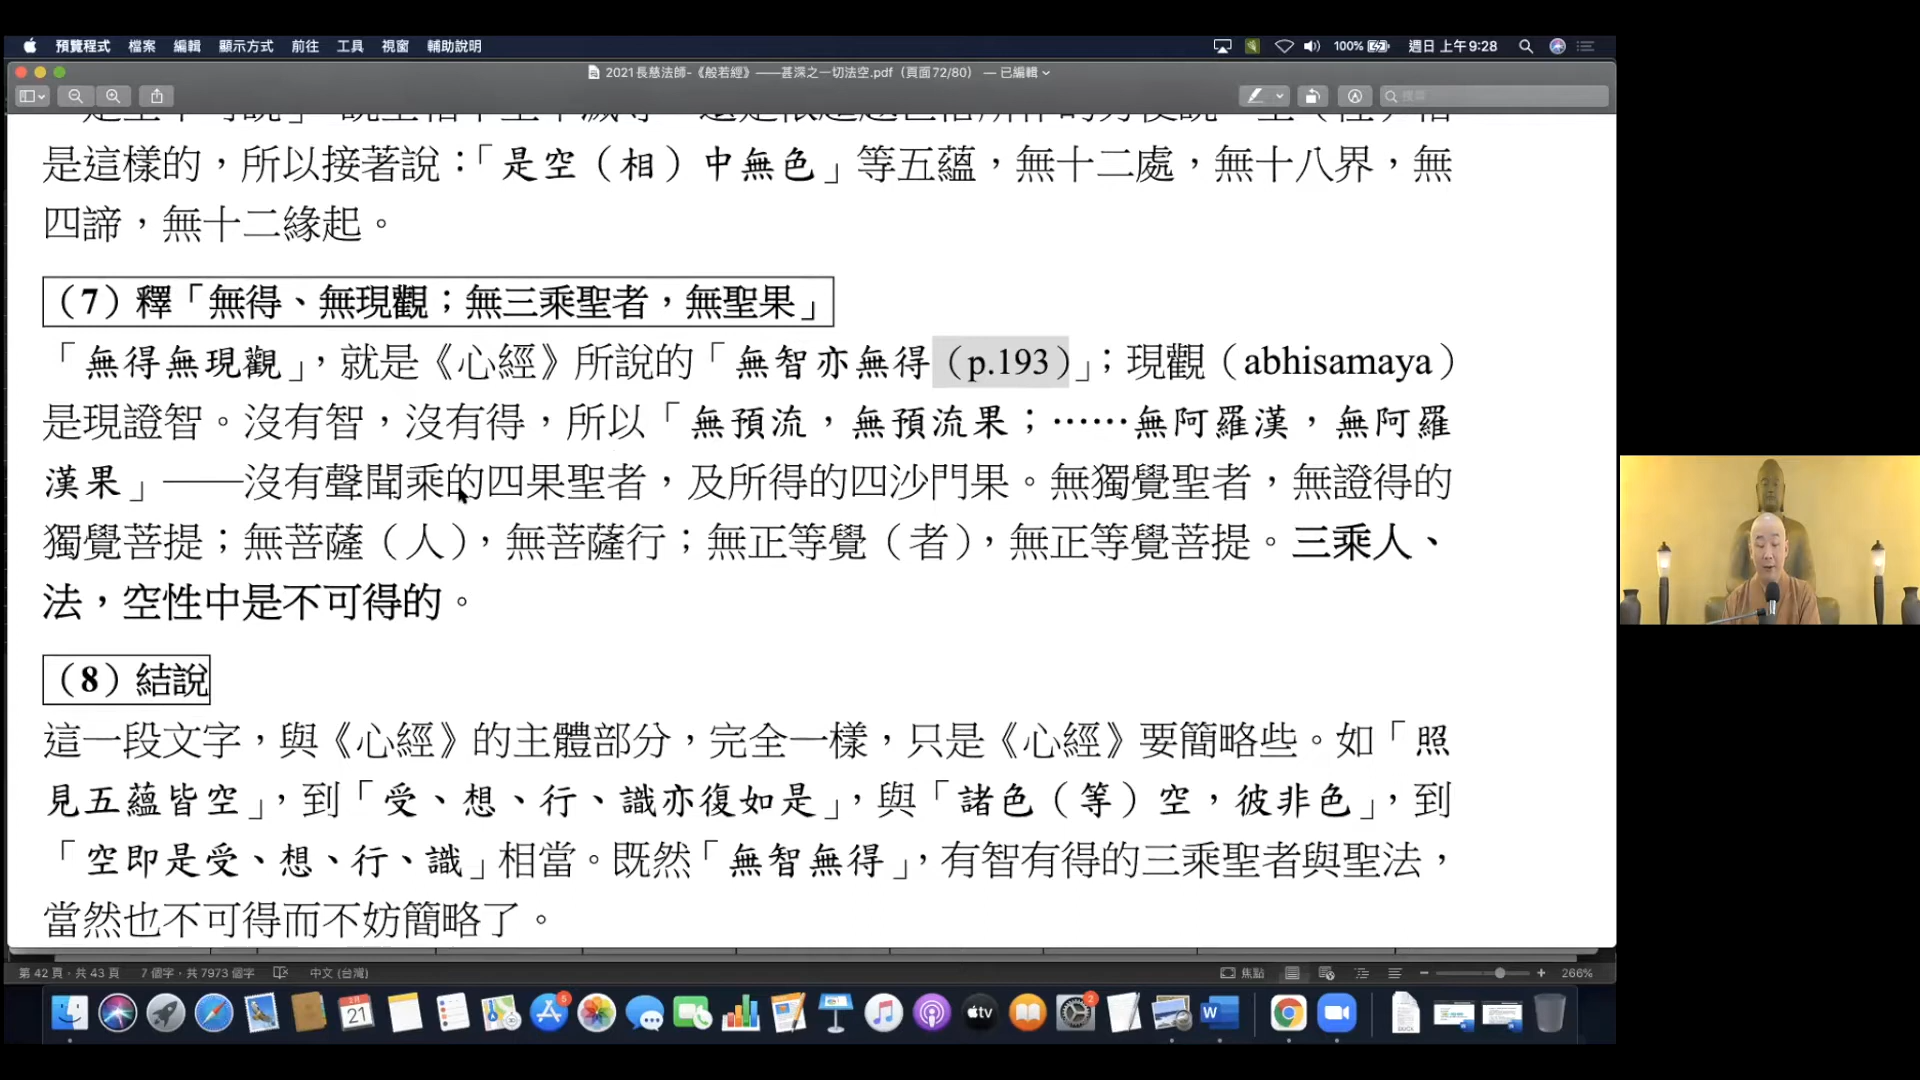 預覽程式 檔案 編輯 顯示方式 前往 工具 視窗 輔助說明 100% 週日 上午9:28
2021長慈法師-《般若經》——甚深之一切法空.pdf（頁面72/80） — 已編輯
搜尋
是這樣的，所以接著說：「是空（相）中無色」等五蘊，無十二處，無十八界，無
四諦，無十二緣起。
（7）釋「無得、無現觀；無三乘聖者，無聖果」
「無得無現觀」，就是《心經》所說的「無智亦無得（p.193）」；現觀（abhisamaya）
是現證智。沒有智，沒有得，所以「無預流，無預流果；……無阿羅漢，無阿羅
漢果」——沒有聲聞乘的四果聖者，及所得的四沙門果。無獨覺聖者，無證得的
獨覺菩提；無菩薩（人），無菩薩行；無正等覺（者），無正等覺菩提。三乘人、
法，空性中是不可得的。
（8）結說
這一段文字，與《心經》的主體部分，完全一樣，只是《心經》要簡略些。如「照
見五蘊皆空」，到「受、想、行、識亦復如是」，與「諸色（等）空，彼非色」，到
「空即是受、想、行、識」相當。既然「無智無得」，有智有得的三乘聖者與聖法，
當然也不可得而不妨簡略了。
第 42 頁，共 43 頁 7 個字，共 7973 個字 中文 (台灣) 焦點 266%
21 5 tv 2 W